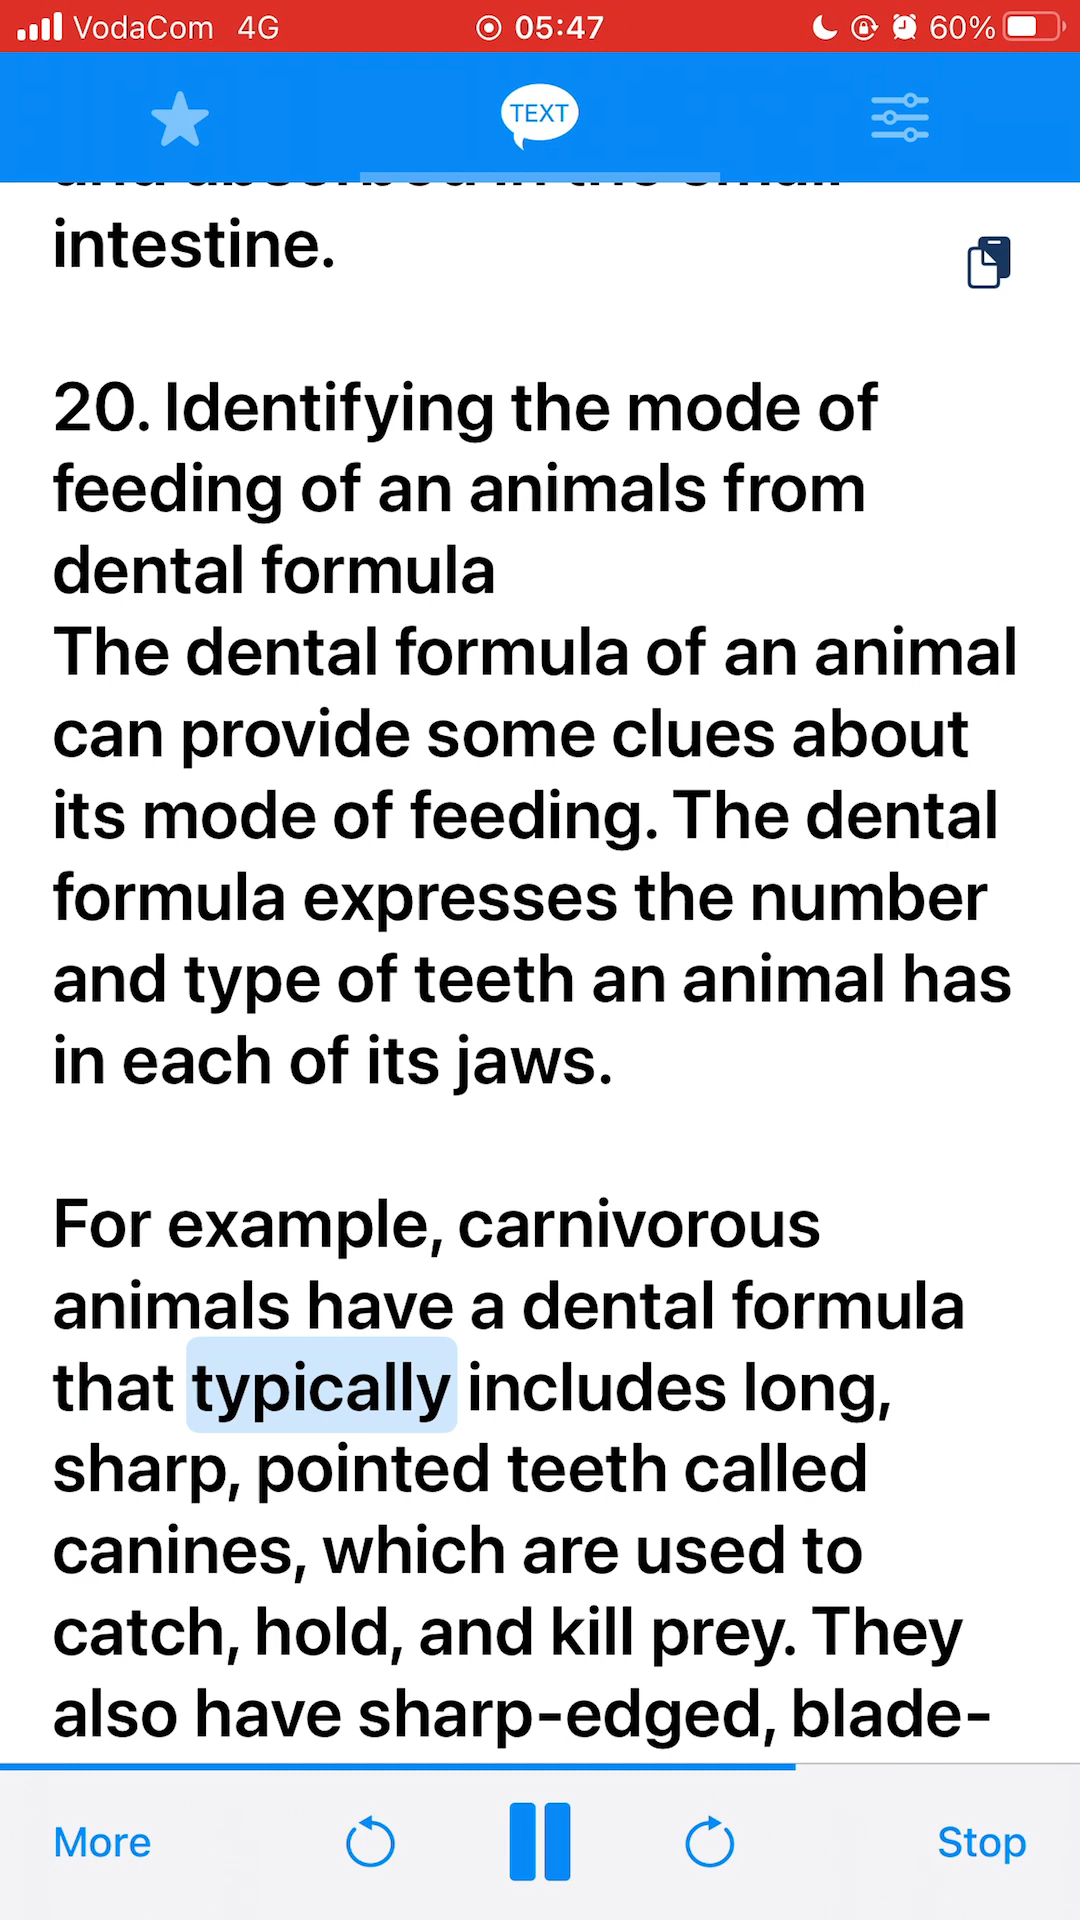 VodaCom 4G 05:47 60%
TEXT
intestine.
20. Identifying the mode of
feeding of an animals from
dental formula
The dental formula of an animal
can provide some clues about
its mode of feeding. The dental
formula expresses the number
and type of teeth an animal has
in each of its jaws.
For example, carnivorous
animals have a dental formula
that typically includes long,
sharp, pointed teeth called
canines, which are used to
catch, hold, and kill prey. They
also have sharp-edged, blade-
More Stop